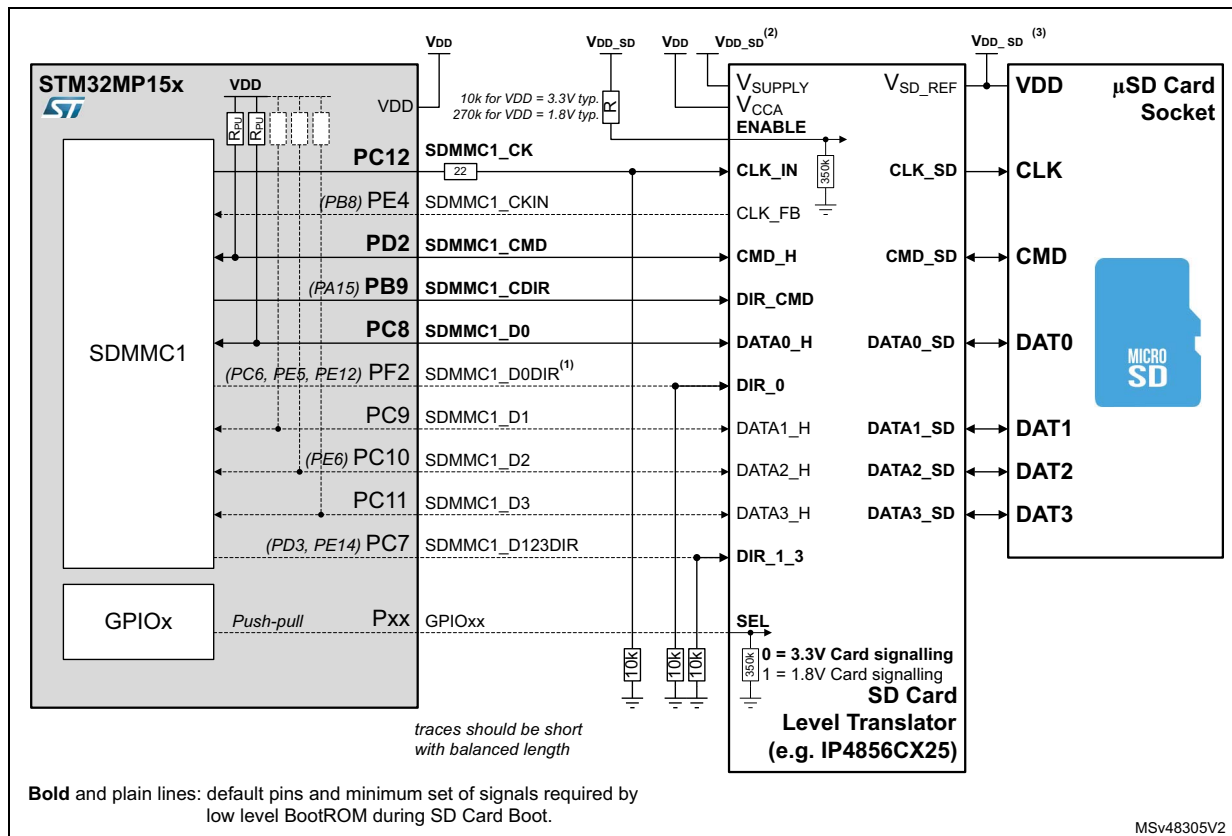 VDD VDD_SD VDD VDD_SD(2) VDD_SD (3)
STM32MP15x
ST
VDD
VDD
RPU RPU
10k for VDD = 3.3V typ.
270k for VDD = 1.8V typ.
R
VSUPPLY
VCCA
ENABLE
350k
VSD_REF
VDD
µSD Card
Socket
PC12 SDMMC1_CK
22
CLK_IN CLK_SD CLK
(PB8) PE4 SDMMC1_CKIN CLK_FB
PD2 SDMMC1_CMD CMD_H CMD_SD CMD
(PA15) PB9 SDMMC1_CDIR DIR_CMD
SDMMC1
PC8 SDMMC1_D0 DATA0_H DATA0_SD DAT0
MICRO
SD
(PC6, PE5, PE12) PF2 SDMMC1_D0DIR(1) DIR_0
PC9 SDMMC1_D1 DATA1_H DATA1_SD DAT1
(PE6) PC10 SDMMC1_D2 DATA2_H DATA2_SD DAT2
PC11 SDMMC1_D3 DATA3_H DATA3_SD DAT3
(PD3, PE14) PC7 SDMMC1_D123DIR DIR_1_3
GPIOx Push-pull Pxx GPIOxx SEL
10k 10k 10k 350k
0 = 3.3V Card signalling
1 = 1.8V Card signalling
SD Card
Level Translator
(e.g. IP4856CX25)
traces should be short
with balanced length
Bold and plain lines: default pins and minimum set of signals required by
low level BootROM during SD Card Boot.
MSv48305V2